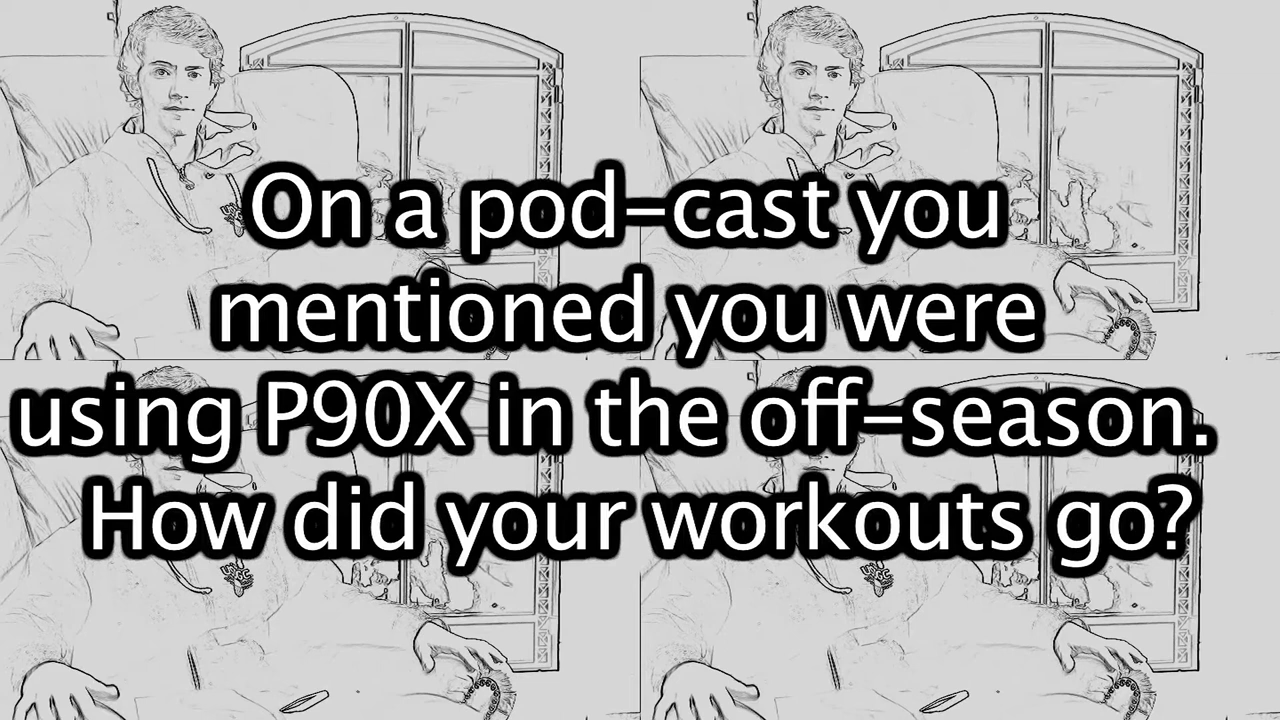 On a pod-cast you
mentioned you were
using P90X in the off-season.
How did your workouts go?